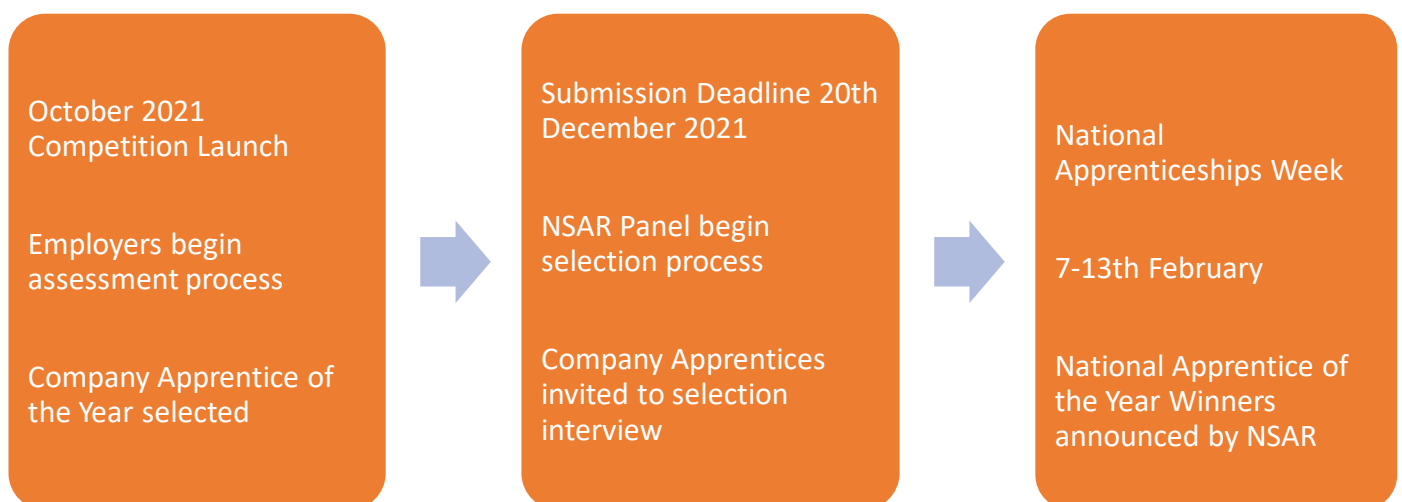 October 2021
Competition Launch
Employers begin
assessment process
Company Apprentice of
the Year selected
Submission Deadline 20th
December 2021
NSAR Panel begin
selection process
Company Apprentices
invited to selection
interview
National
Apprenticeships Week
7-13th February
National Apprentice of
the Year Winners
announced by NSAR